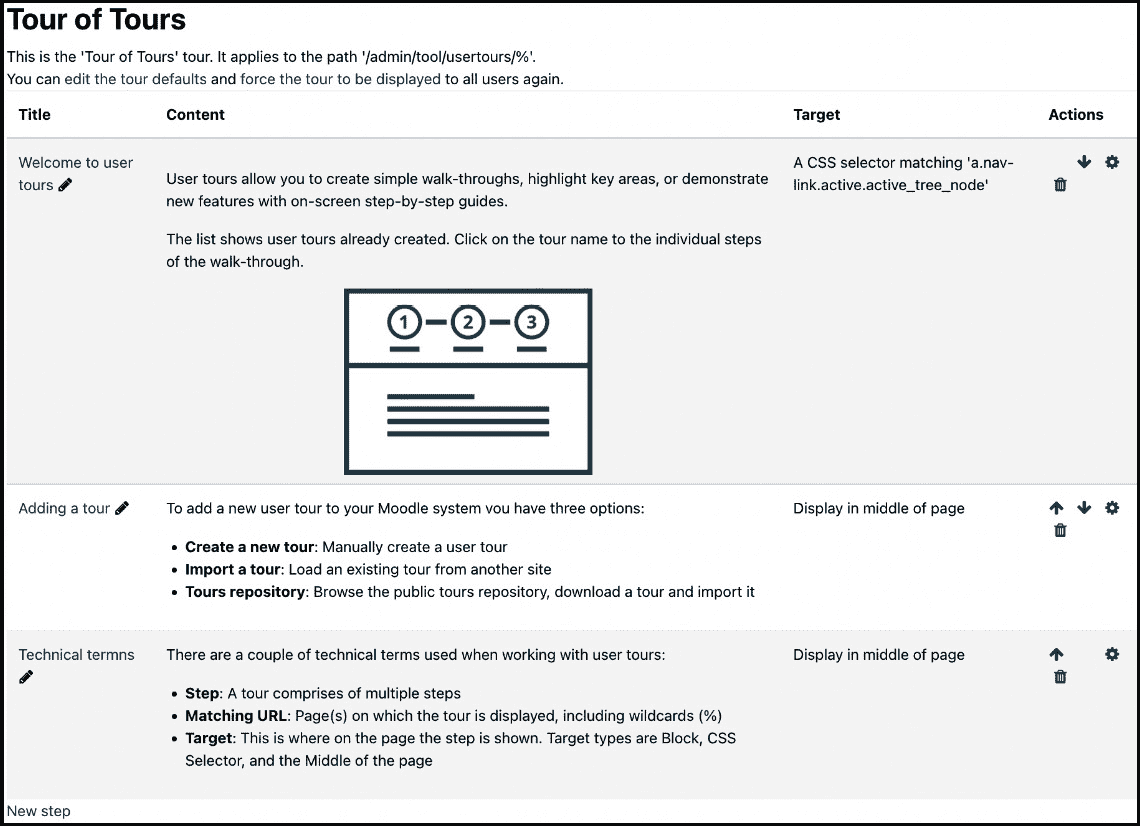 Tour of Tours
This is the 'Tour of Tours' tour. It applies to the path '/admin/tool/usertours/%'.
You can edit the tour defaults and force the tour to be displayed to all users again.
Title Content Target Actions
Welcome to user
tours
User tours allow you to create simple walk-throughs, highlight key areas, or demonstrate
new features with on-screen step-by-step guides.
The list shows user tours already created. Click on the tour name to the individual steps
of the walk-through.
1 2 3
A CSS selector matching 'a.nav-
link.active.active_tree_node'
Adding a tour
To add a new user tour to your Moodle system you have three options:
• Create a new tour: Manually create a user tour
• Import a tour: Load an existing tour from another site
• Tours repository: Browse the public tours repository, download a tour and import it
Display in middle of page
Technical termns
There are a couple of technical terms used when working with user tours:
• Step: A tour comprises of multiple steps
• Matching URL: Page(s) on which the tour is displayed, including wildcards (%)
• Target: This is where on the page the step is shown. Target types are Block, CSS
Selector, and the Middle of the page
Display in middle of page
New step